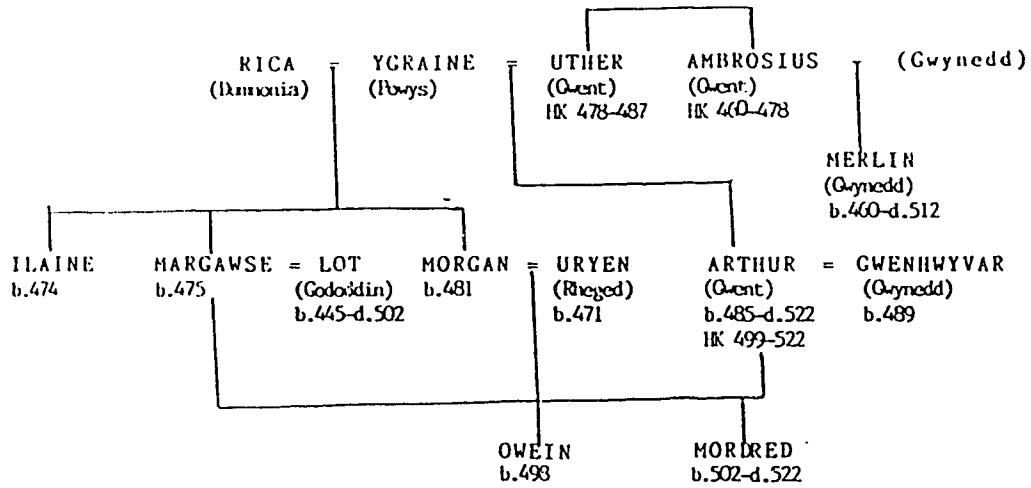 RICA = YGRAINE = UTHER AMBROSIUS = (Gwynedd)
(Dumnonia) (Powys) (Gwent) (Gwent)
HK 478-487 HK 460-478
MERLIN
(Gwynedd)
b.460-d.512
ILAINE MARGAWSE = LOT MORGAN = URYEN ARTHUR = GWENHWYVAR
b.474 b.475 (Gododdin) b.481 (Rheged) (Gwent) (Gwynedd)
b.445-d.502 b.471 b.485-d.522 b.489
HK 499-522
OWEIN MORDRED
b.498 b.502-d.522